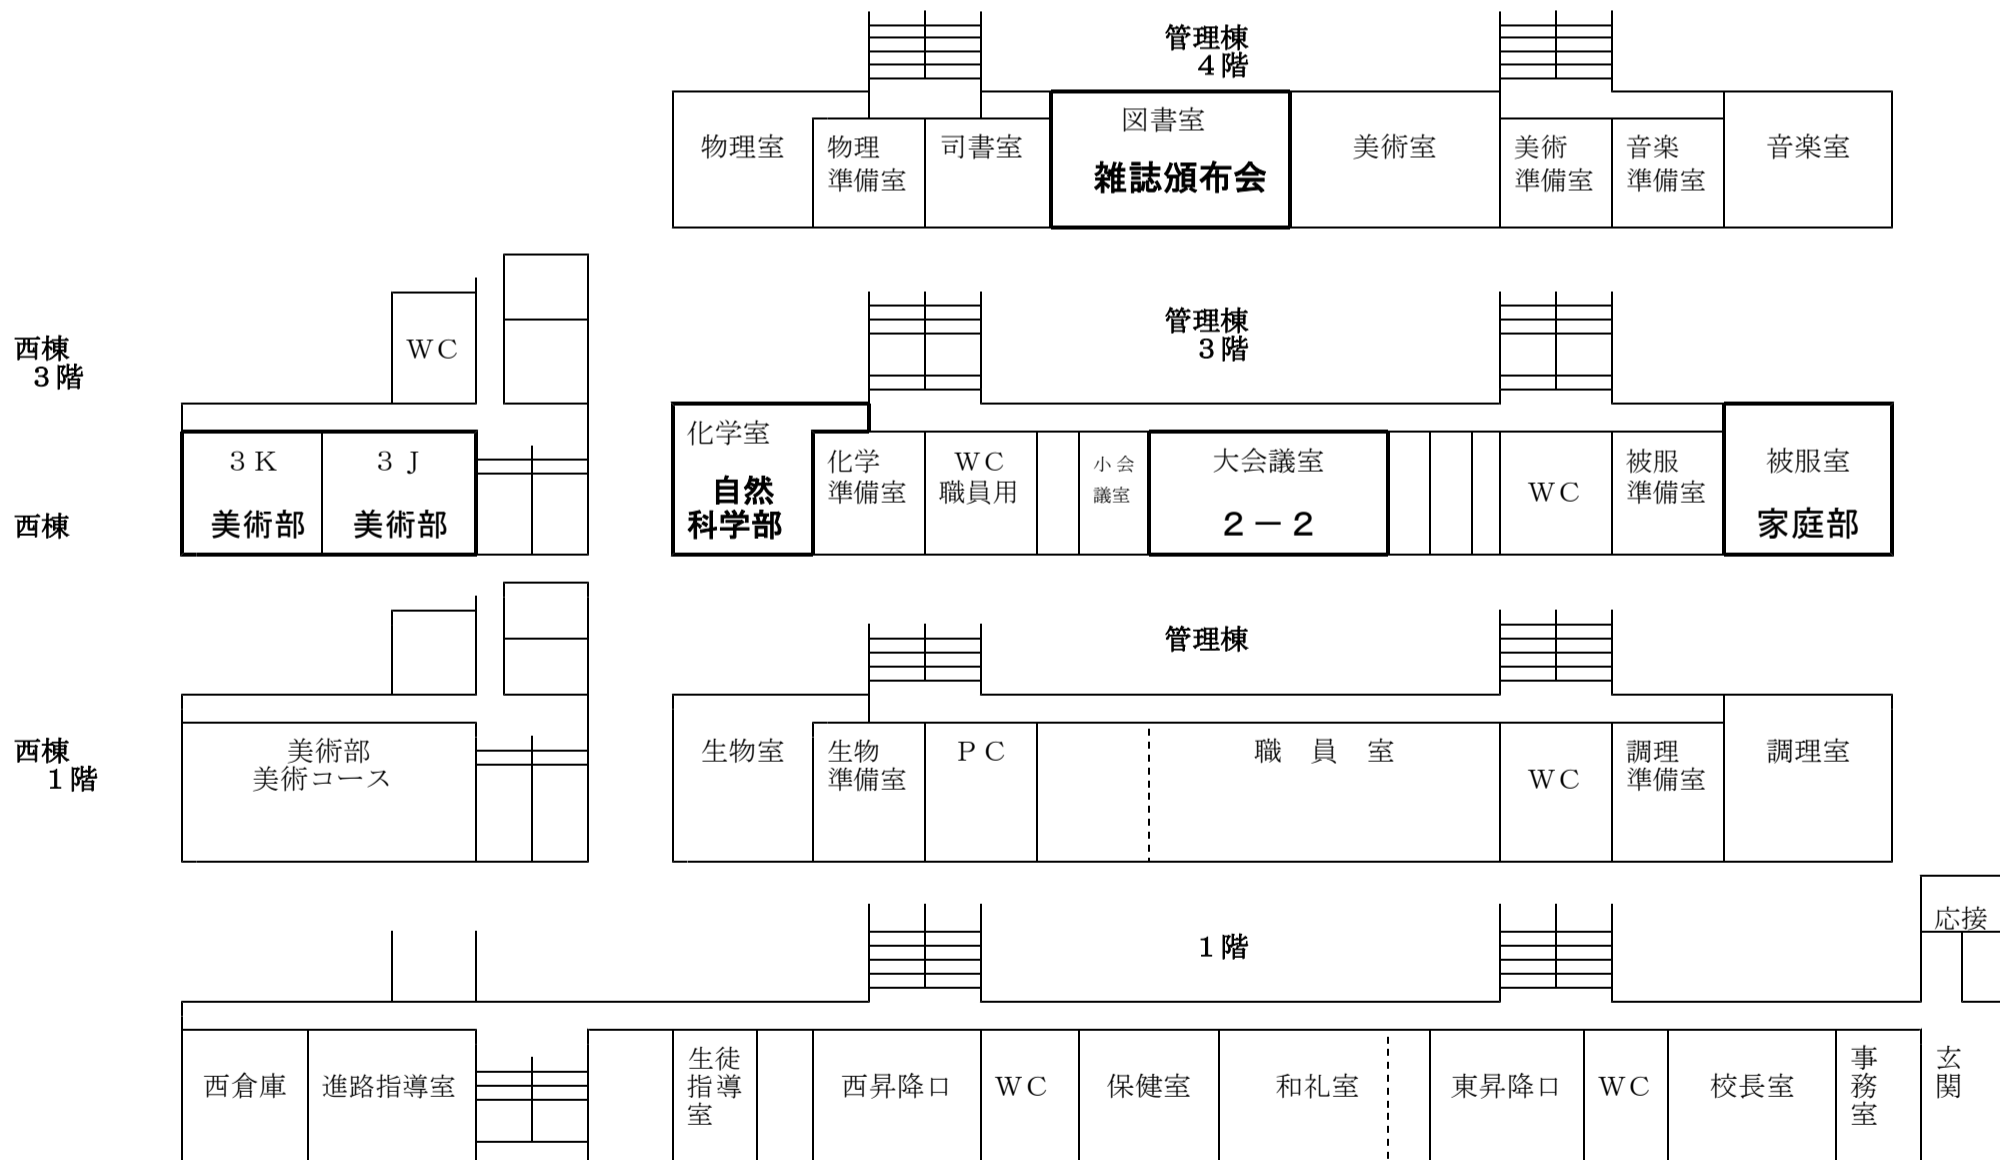 管理棟
４階
物理室
物理
準備室
司書室
図書室
雑誌頒布会
美術室
美術
準備室
音楽
準備室
音楽室
西棟
３階
ＷＣ
管理棟
３階
西棟
３Ｋ
美術部
３Ｊ
美術部
化学室
自然
科学部
化学
準備室
ＷＣ
職員用
小会
議室
大会議室
２－２
ＷＣ
被服
準備室
被服室
家庭部
管理棟
西棟
１階
美術部
美術コース
生物室
生物
準備室
ＰＣ
職　員　室
ＷＣ
調理
準備室
調理室
１階
応接
西倉庫
進路指導室
生徒
指導
室
西昇降口
ＷＣ
保健室
和礼室
東昇降口
ＷＣ
校長室
事
務
室
玄
関